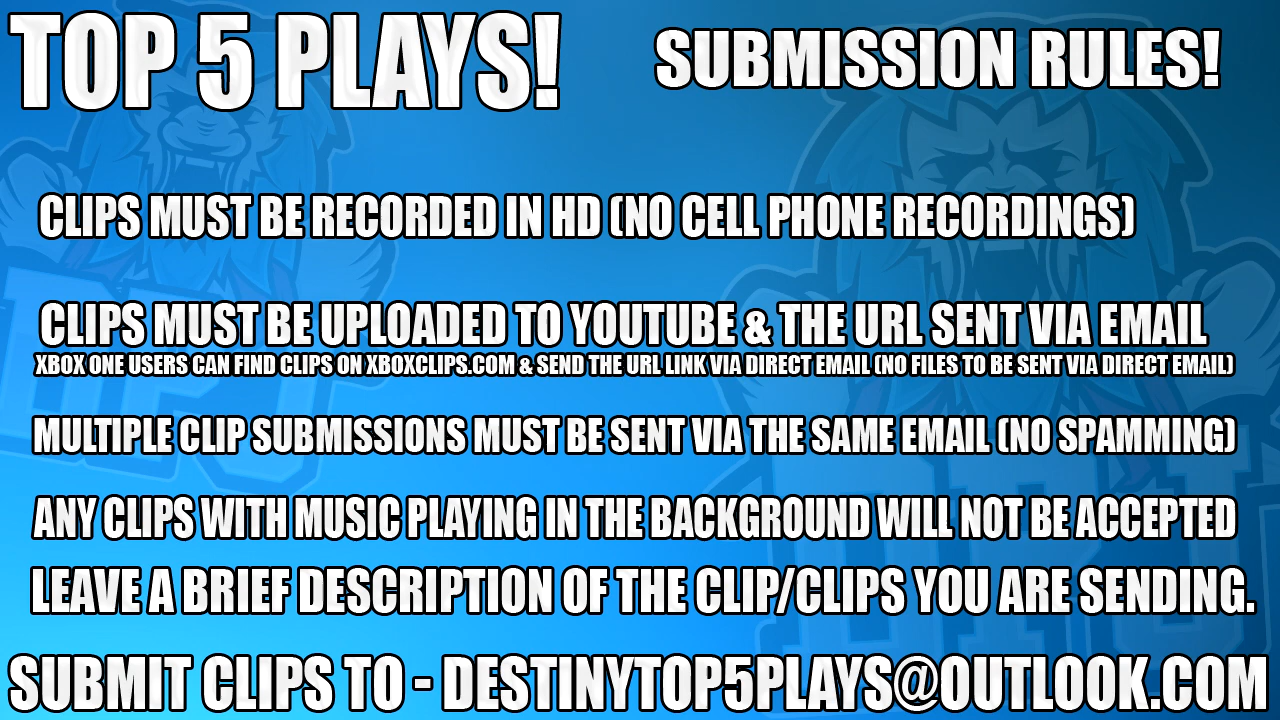 TOP 5 PLAYS!
SUBMISSION RULES!
CLIPS MUST BE RECORDED IN HD (NO CELL PHONE RECORDINGS)
CLIPS MUST BE UPLOADED TO YOUTUBE & THE URL SENT VIA EMAIL
XBOX ONE USERS CAN FIND CLIPS ON XBOXCLIPS.COM & SEND THE URL LINK VIA DIRECT EMAIL (NO FILES TO BE SENT VIA DIRECT EMAIL)
MULTIPLE CLIP SUBMISSIONS MUST BE SENT VIA THE SAME EMAIL (NO SPAMMING)
ANY CLIPS WITH MUSIC PLAYING IN THE BACKGROUND WILL NOT BE ACCEPTED
LEAVE A BRIEF DESCRIPTION OF THE CLIP/CLIPS YOU ARE SENDING.
SUBMIT CLIPS TO - DESTINYTOP5PLAYS@OUTLOOK.COM